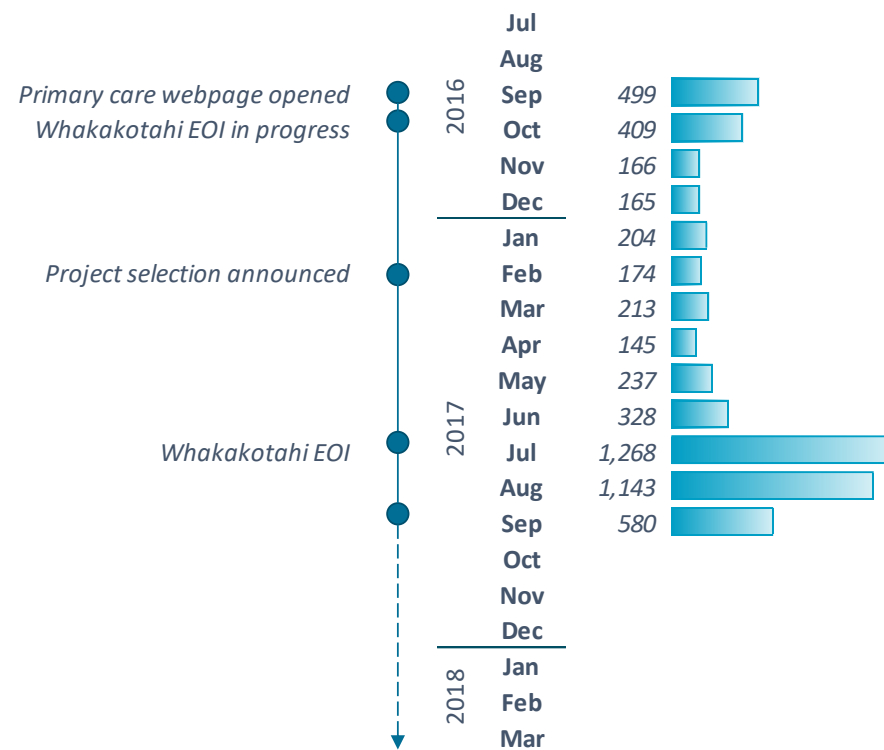 Jul
Aug
Primary care webpage opened 2016 Sep 499
Whakakotahi EOI in progress Oct 409
Nov 166
Dec 165
Jan 204
Project selection announced Feb 174
Mar 213
Apr 145
May 237
2017 Jun 328
Whakakotahi EOI Jul 1,268
Aug 1,143
Sep 580
Oct
Nov
Dec
Jan
2018 Feb
Mar